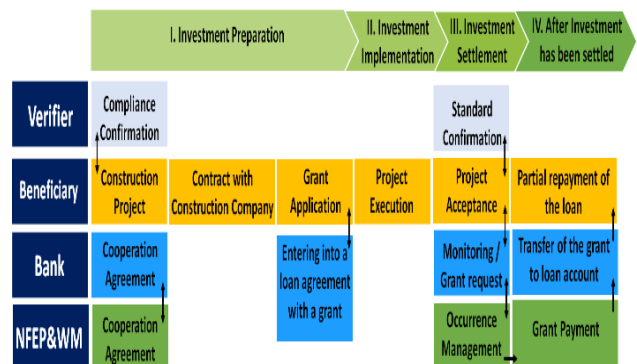 I. Investment Preparation
II. Investment
Implementation
III. Investment
Settlement
IV. After Investment
has been settled
Verifier
Compliance
Confirmation
Standard
Confirmation
Beneficiary
Construction
Project
Contract with
Construction Company
Grant
Application
Project
Execution
Project
Acceptance
Partial repayment of
the loan
Bank
Cooperation
Agreement
Entering into a
loan agreement
with a grant
Monitoring /
Grant request
Transfer of the grant
to loan account
NFEP&WM
Cooperation
Agreement
Occurrence
Management
Grant Payment